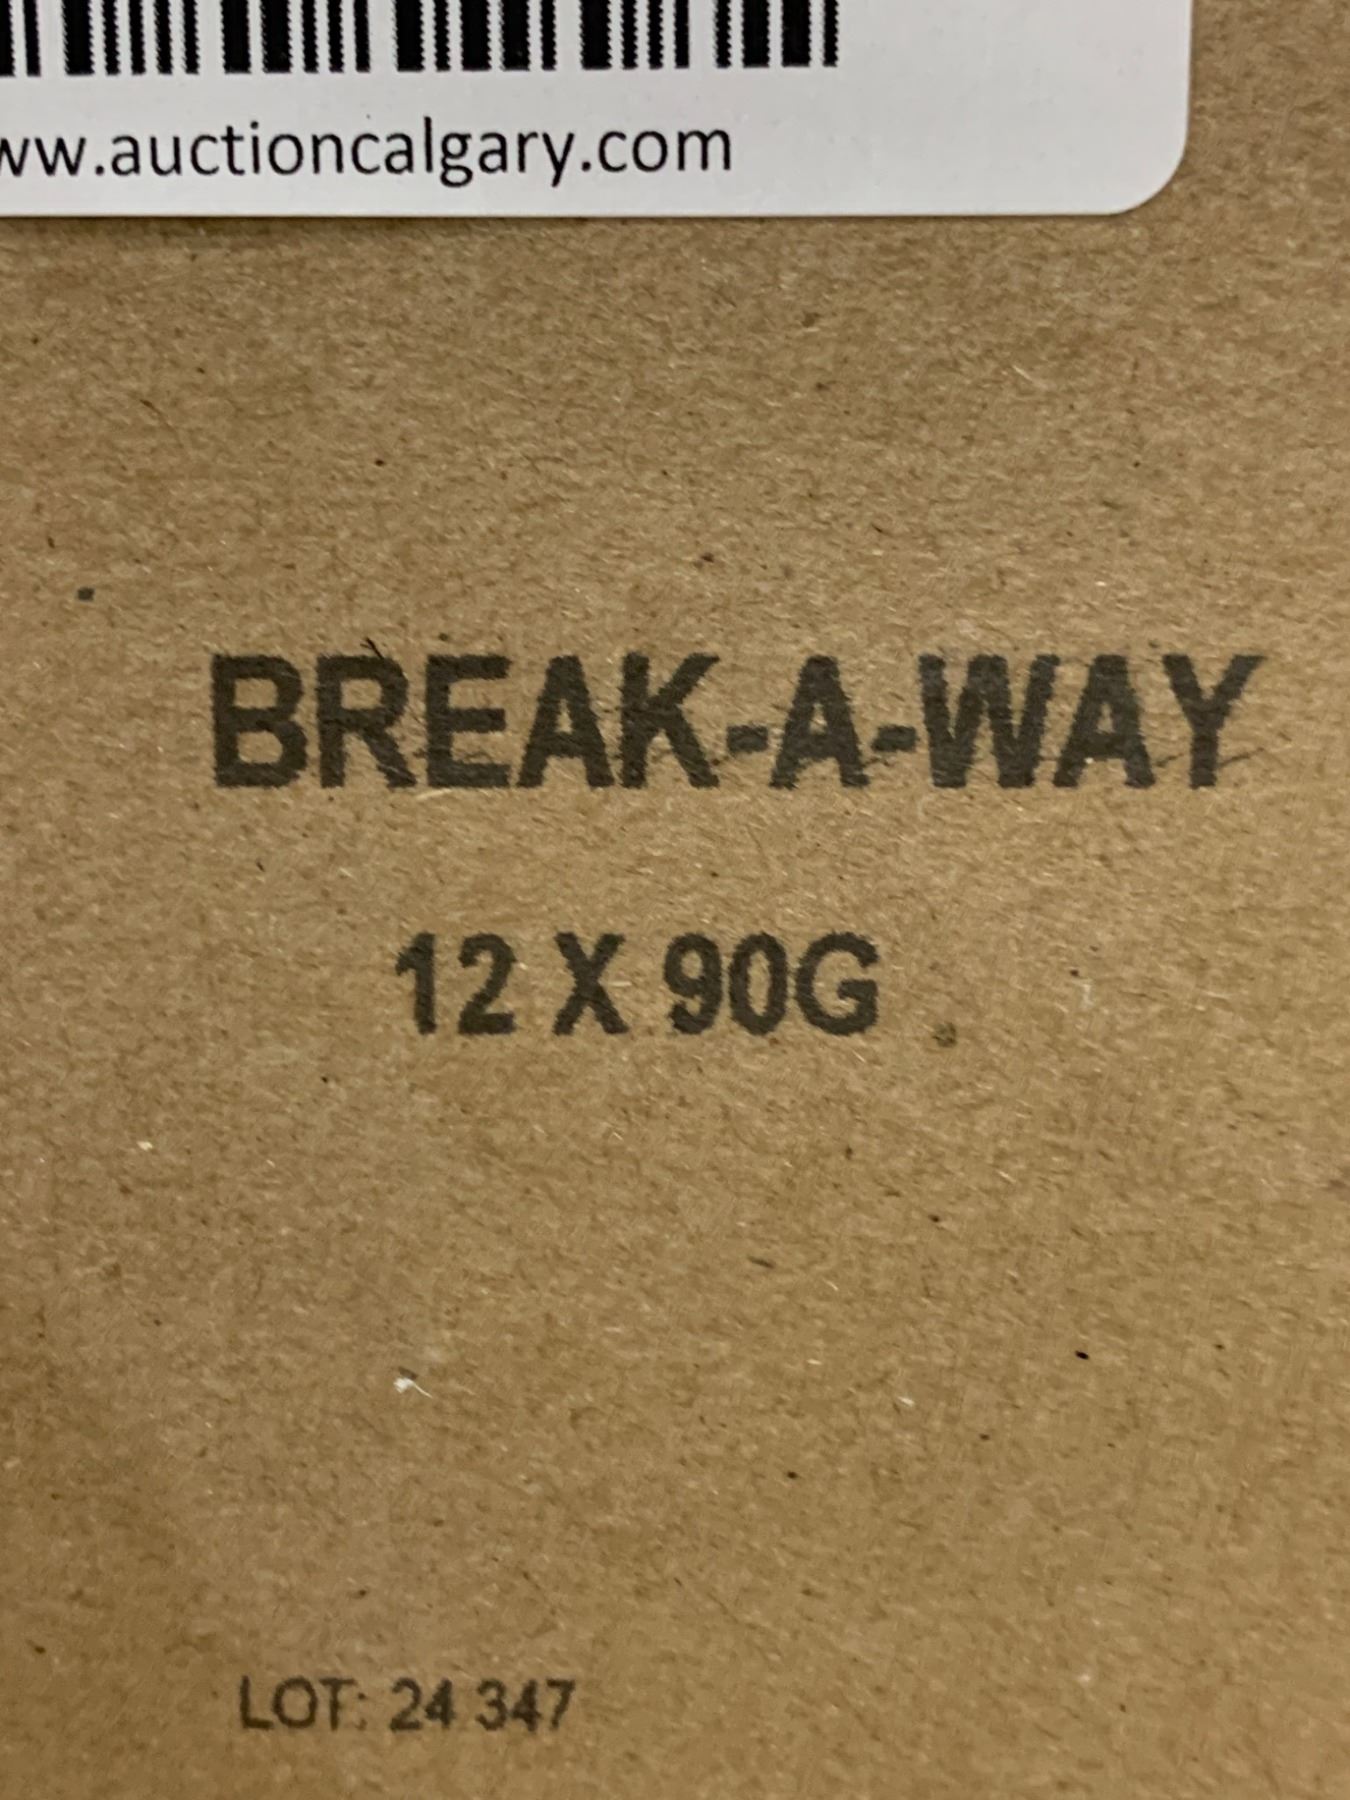 ww.auctioncalgary.com
BREAK-A-WAY
12 X 90G
LOT: 24 347